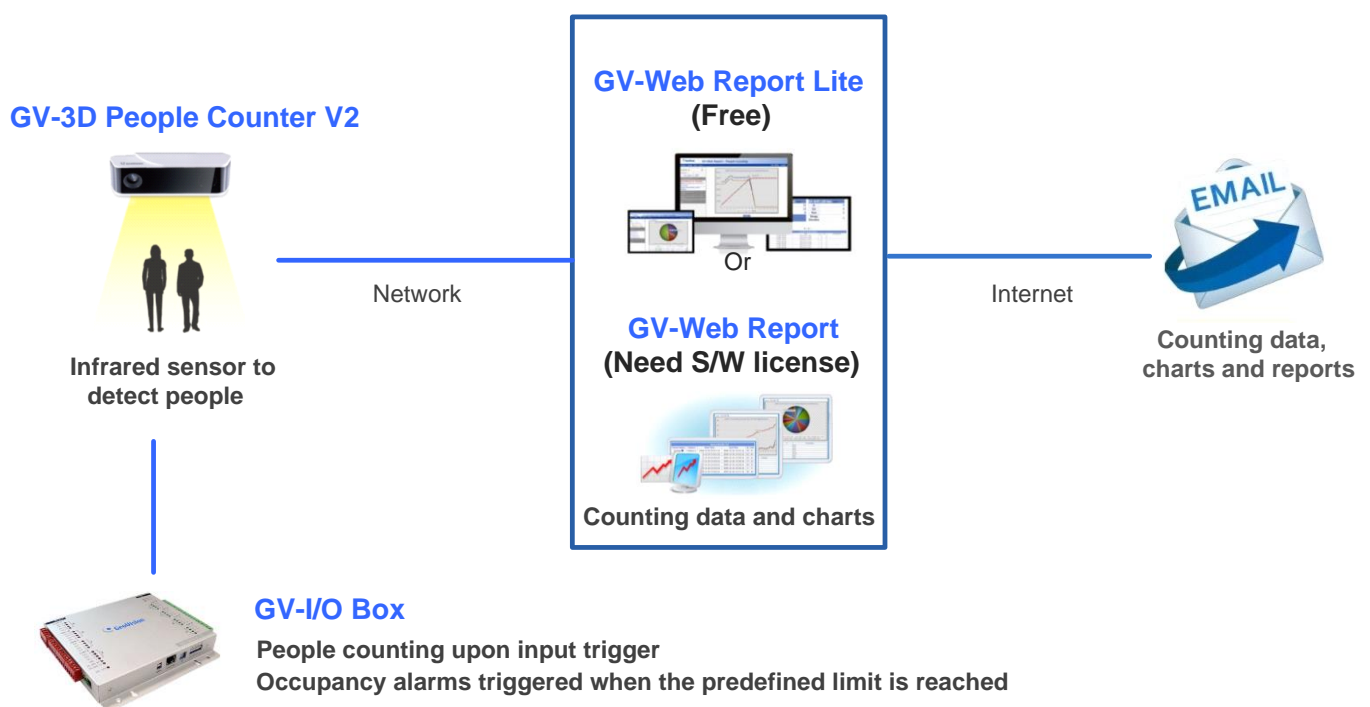 GV-Web Report Lite
(Free)
GV-3D People Counter V2
EMAIL
Or
Network
Internet
GV-Web Report
(Need S/W license)
Counting data,
charts and reports
Infrared sensor to
detect people
Counting data and charts
GV-I/O Box
GeoVision
People counting upon input trigger
Occupancy alarms triggered when the predefined limit is reached